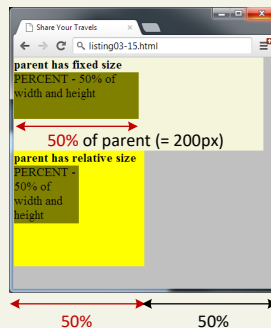 Share Your Travels
listing03-15.html
parent has fixed size
PERCENT - 50% of
width and height
50% of parent (= 200px)
parent has relative size
PERCENT -
50% of
width and
height
50% 50%